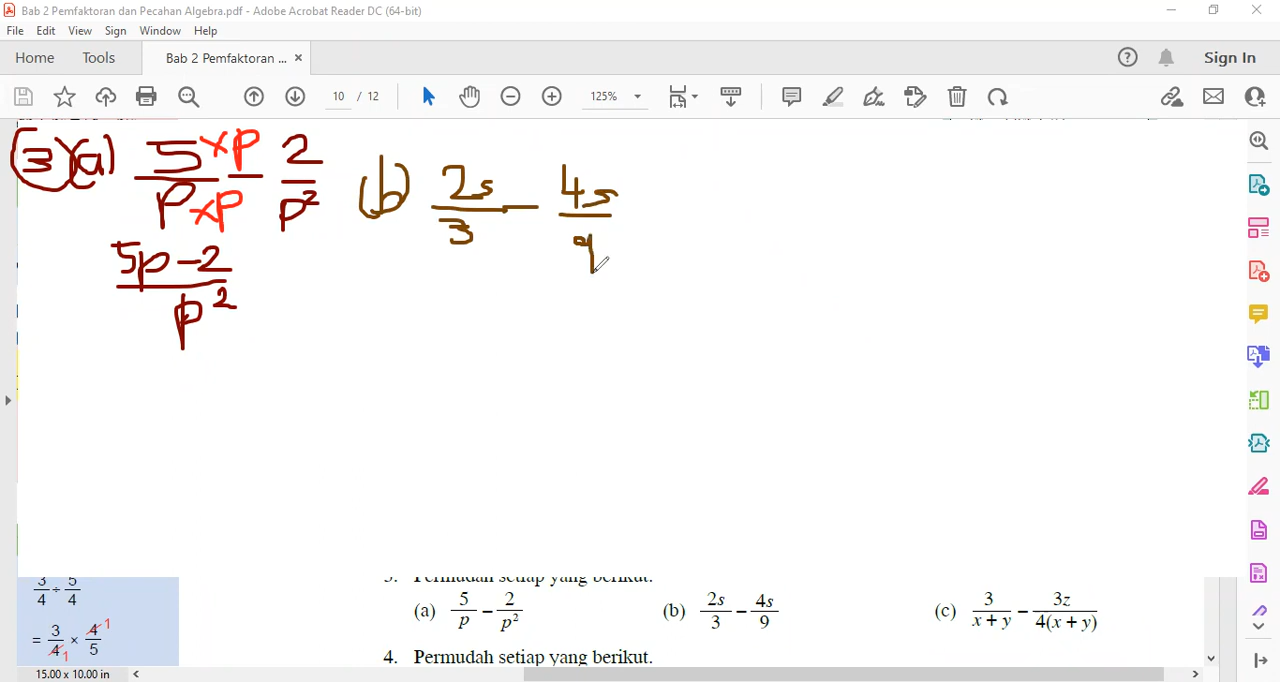 Bab 2 Pemfaktoran dan Pecahan Algebra.pdf - Adobe Acrobat Reader DC (64-bit)
File Edit View Sign Window Help
Home Tools Bab 2 Pemfaktoran ... × Sign In
10 / 12 125%
3 (a) 5/p ×p/×p − 2/p²
5p − 2 / p²
(b) 2s/3 − 4s/9
3/4 ÷ 5/4
= 3/4 × 4/5 1 1
3. Permudah setiap yang berikut.
(a) 5/p − 2/p² (b) 2s/3 − 4s/9 (c) 3/(x + y) − 3z/4(x + y)
4. Permudah setiap yang berikut.
15.00 x 10.00 in